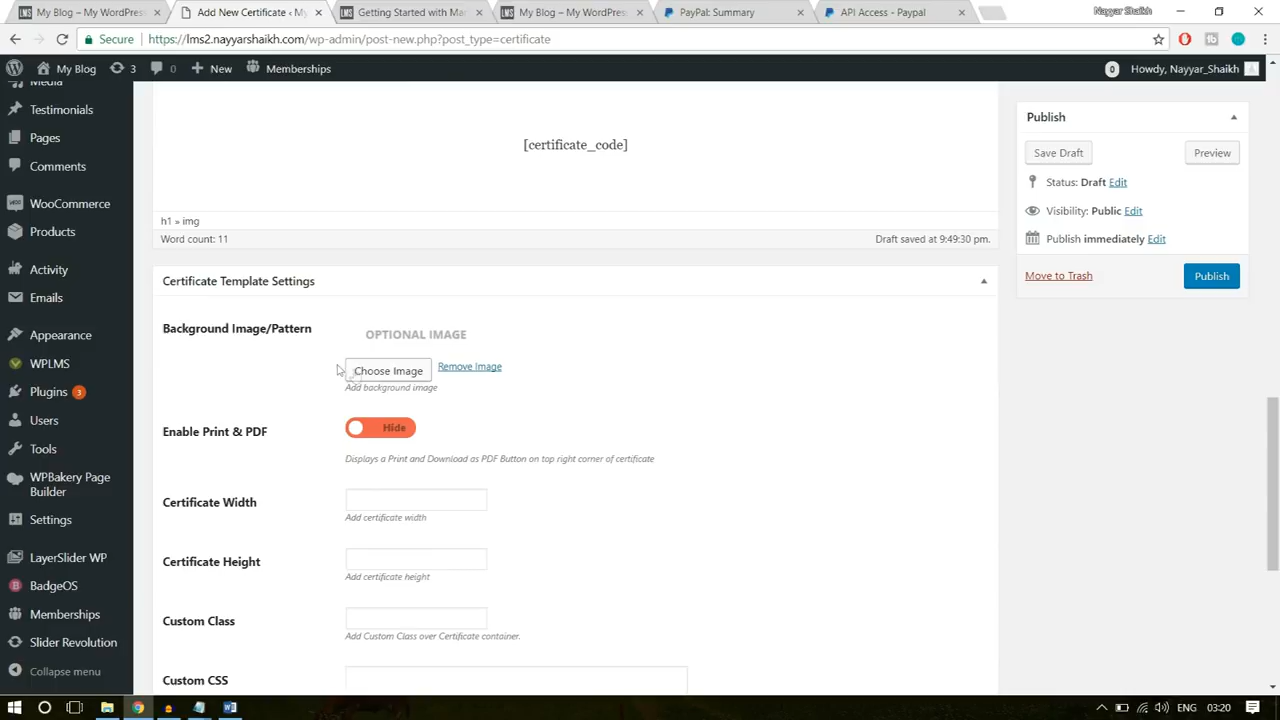 My Blog – My WordPres
Add New Certificate ‹ M
Getting Started with Ma
My Blog – My WordPres
PayPal: Summary
API Access - Paypal
Nayyar Shaikh
Secure
https://lms2.nayyarshaikh.com/wp-admin/post-new.php?post_type=certificate
My Blog
3
0
New
Memberships
0
Howdy, Nayyar_Shaikh
Media
Testimonials
Pages
Comments
WooCommerce
Products
Activity
Emails
Appearance
WPLMS
Plugins 3
Users
Tools
WPBakery Page
Builder
Settings
LayerSlider WP
BadgeOS
Memberships
Slider Revolution
Collapse menu
[certificate_code]
h1 » img
Word count: 11
Draft saved at 9:49:30 pm.
Certificate Template Settings
Background Image/Pattern
OPTIONAL IMAGE
Choose Image
Remove Image
Add background image
Enable Print & PDF
Hide
Displays a Print and Download as PDF Button on top right corner of certificate
Certificate Width
Add certificate width
Certificate Height
Add certificate height
Custom Class
Add Custom Class over Certificate container.
Custom CSS
Publish
Save Draft
Preview
Status: Draft Edit
Visibility: Public Edit
Publish immediately Edit
Move to Trash
Publish
ENG
03:20